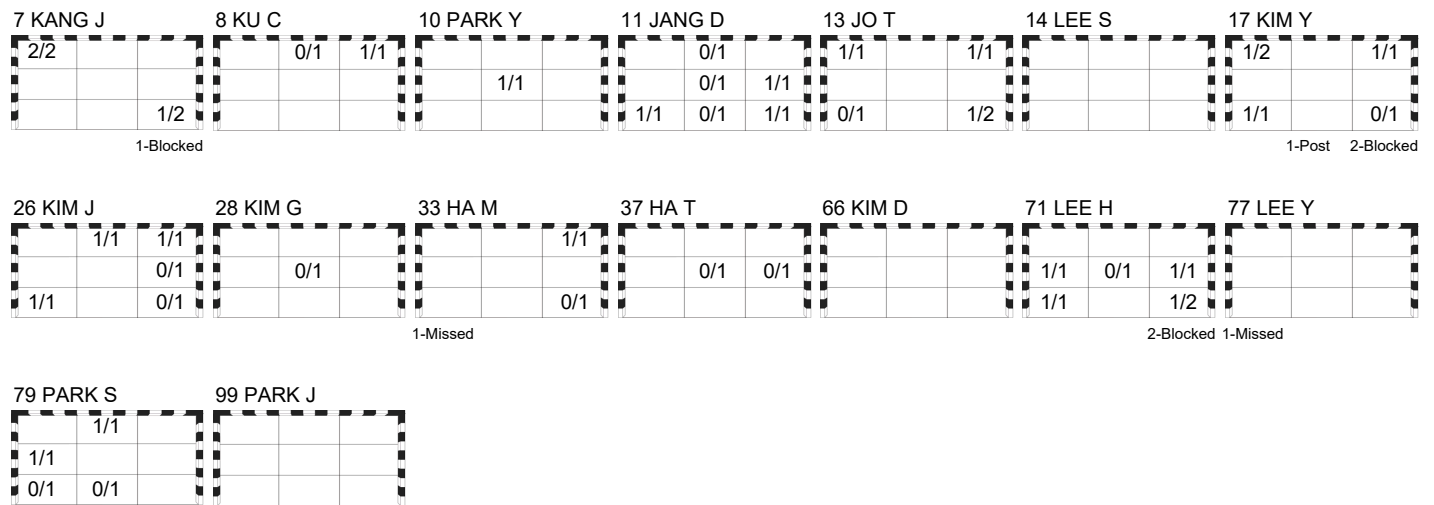 7 KANG J 8 KU C 10 PARK Y 11 JANG D 13 JO T 14 LEE S 17 KIM Y
2/2 0/1 1/1 0/1 1/1 1/1 1/2 1/1
1/1 0/1 1/1
1/2 1/1 0/1 1/1 0/1 1/2 1/1 0/1
1-Blocked 1-Post 2-Blocked
26 KIM J 28 KIM G 33 HA M 37 HA T 66 KIM D 71 LEE H 77 LEE Y
1/1 1/1 1/1
0/1 0/1 0/1 0/1 1/1 0/1 1/1
1/1 0/1 0/1 1/1 1/2
1-Missed 2-Blocked 1-Missed
79 PARK S 99 PARK J
1/1
1/1
0/1 0/1